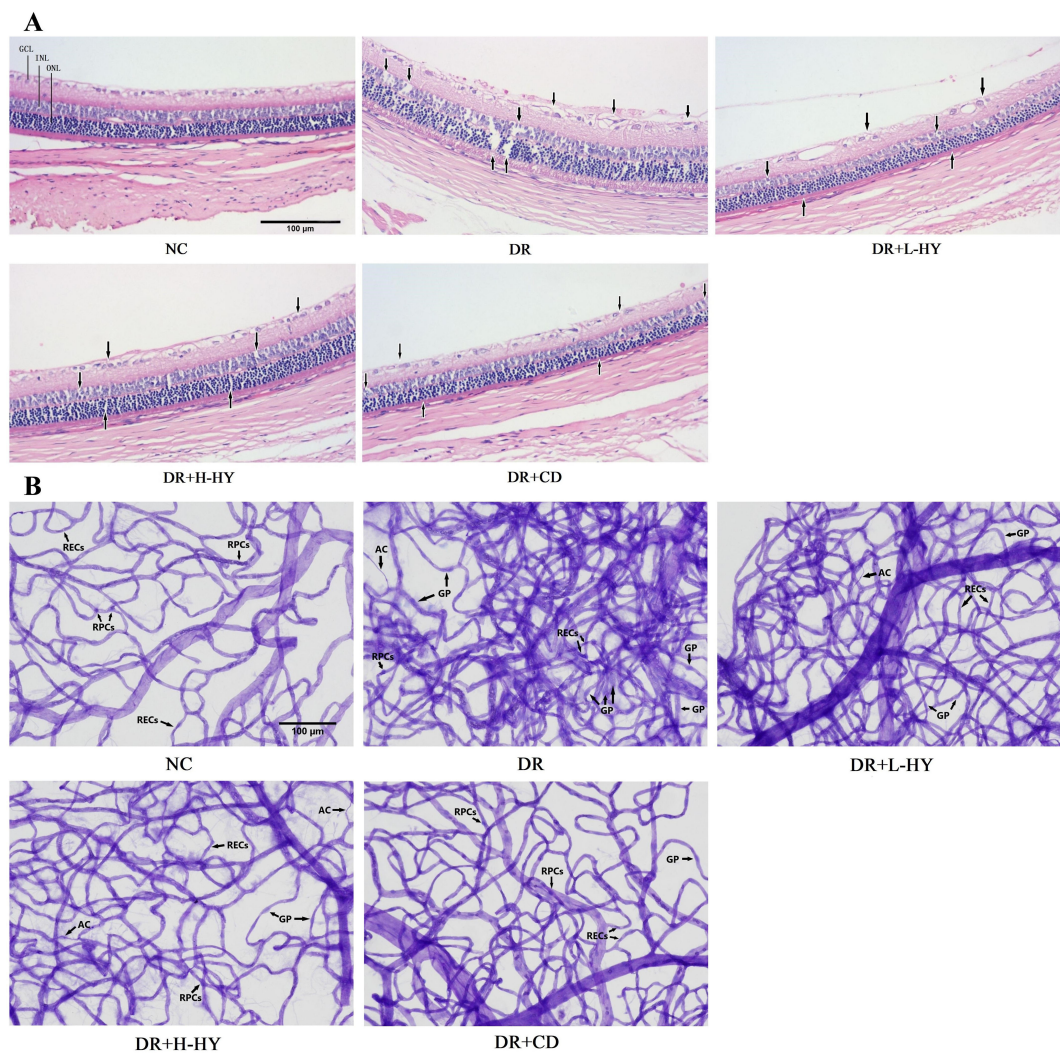 A
GCL
INL
ONL
100 µm
NC
DR
DR+L-HY
DR+H-HY
DR+CD
B
RECs
RPCs
RPCs
RECs
100 µm
NC
AC
GP
RECs
RPCs
GP
GP
GP
DR
GP
AC
RECs
GP
DR+L-HY
AC
RECs
AC
GP
RPCs
DR+H-HY
RPCs
GP
RPCs
RECs
DR+CD